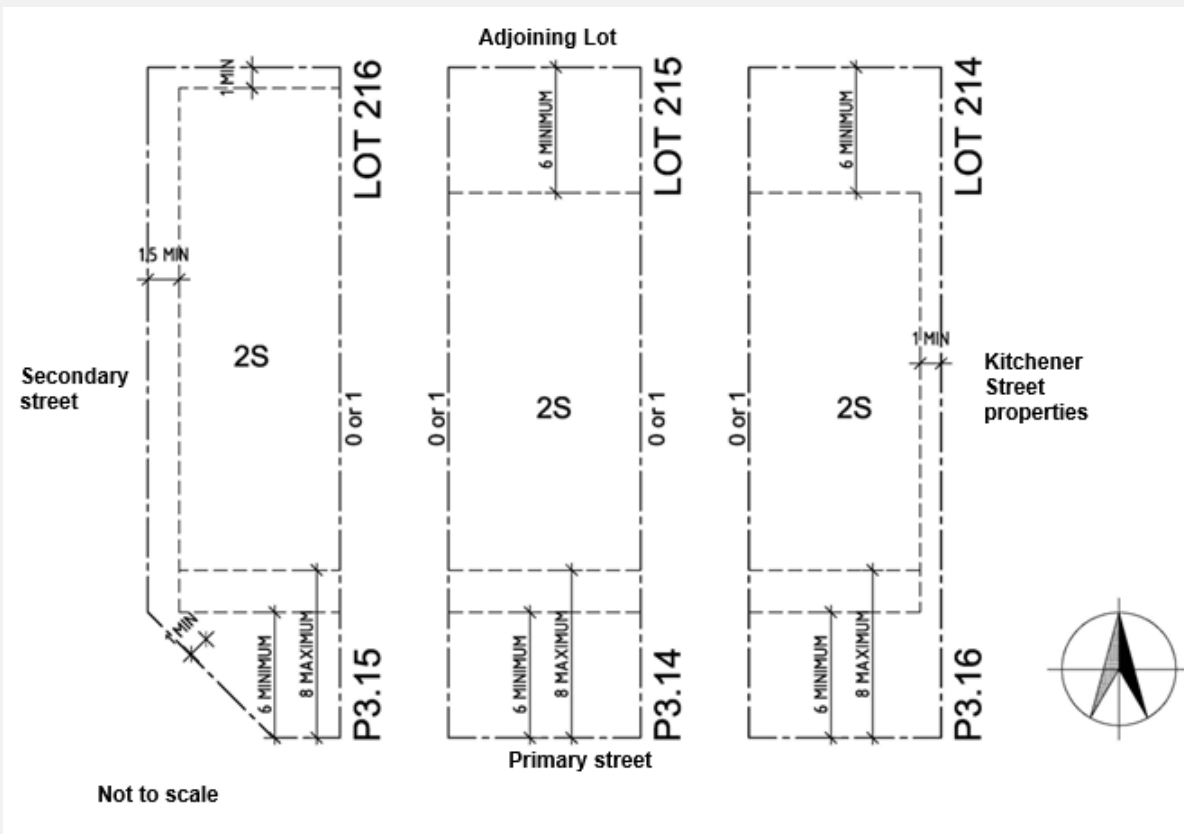 Adjoining Lot
1 MIN
LOT 216
6 MINIMUM
LOT 215
6 MINIMUM
LOT 214
1.5 MIN
2S
1 MIN
Secondary
street
Kitchener
Street
properties
0 or 1
0 or 1
2S
0 or 1
0 or 1
2S
1 MIN
6 MINIMUM
8 MAXIMUM
P3.15
6 MINIMUM
8 MAXIMUM
P3.14
6 MINIMUM
8 MAXIMUM
P3.16
Primary street
Not to scale